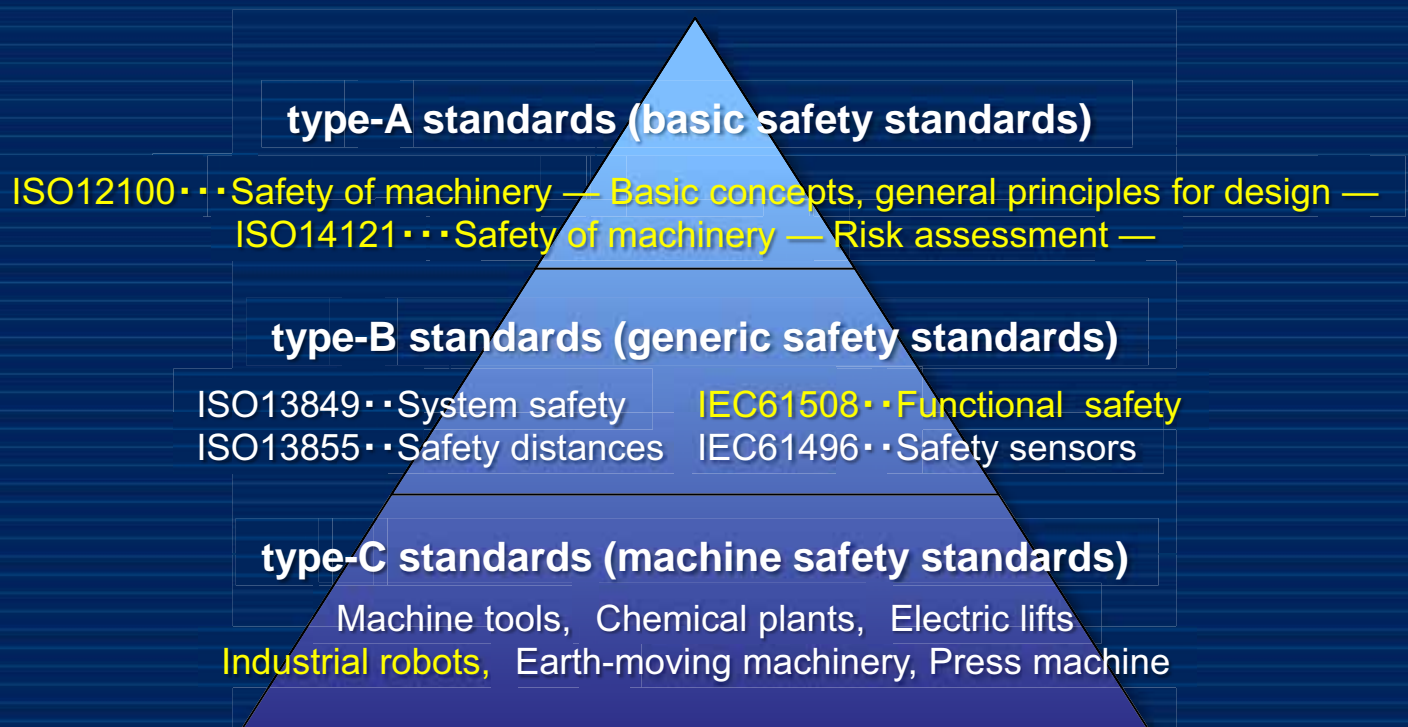 type-A standards (basic safety standards)
ISO12100･･･Safety of machinery — Basic concepts, general principles for design —
ISO14121･･･Safety of machinery — Risk assessment —
type-B standards (generic safety standards)
ISO13849･･System safety IEC61508･･Functional safety
ISO13855･･Safety distances IEC61496･･Safety sensors
type-C standards (machine safety standards)
Machine tools, Chemical plants, Electric lifts
Industrial robots, Earth-moving machinery, Press machine